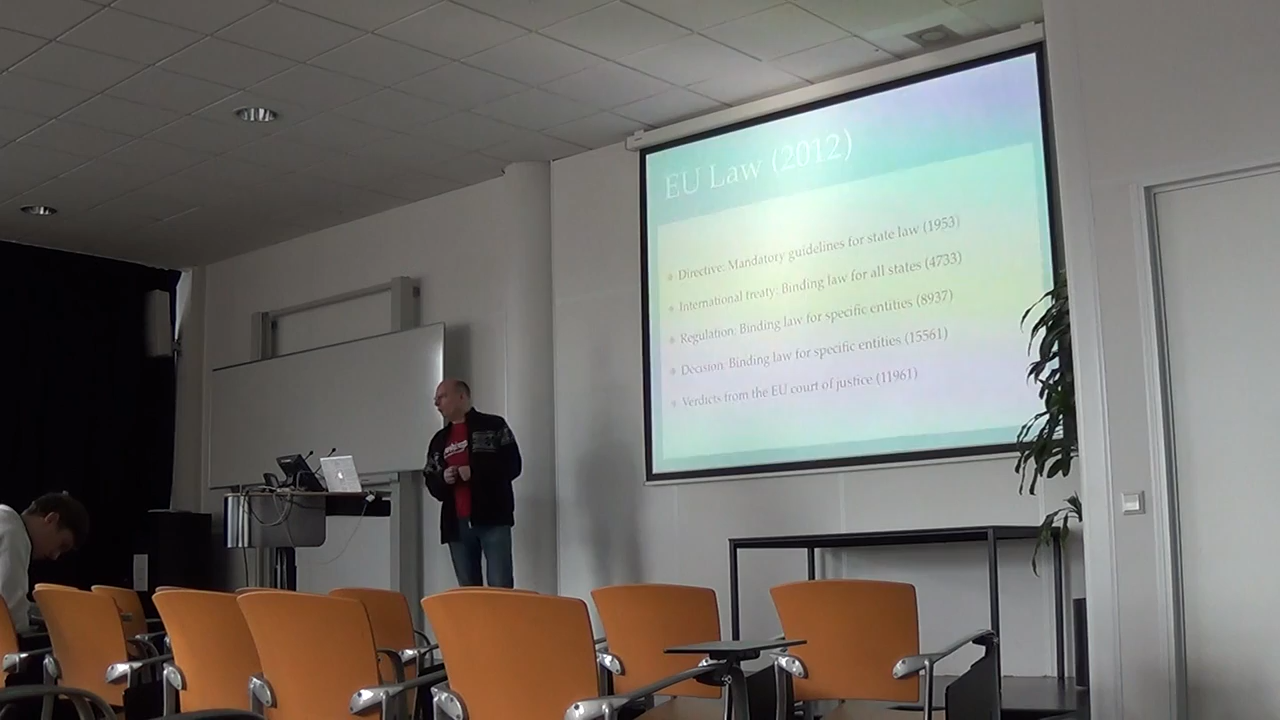 EU Law (2012)
Directive: Mandatory guidelines for state law (1953)
International treaty: Binding law for all states (4733)
Regulation: Binding law for specific entities (8937)
Decision: Binding law for specific entities (15561)
Verdicts from the EU court of justice (11961)